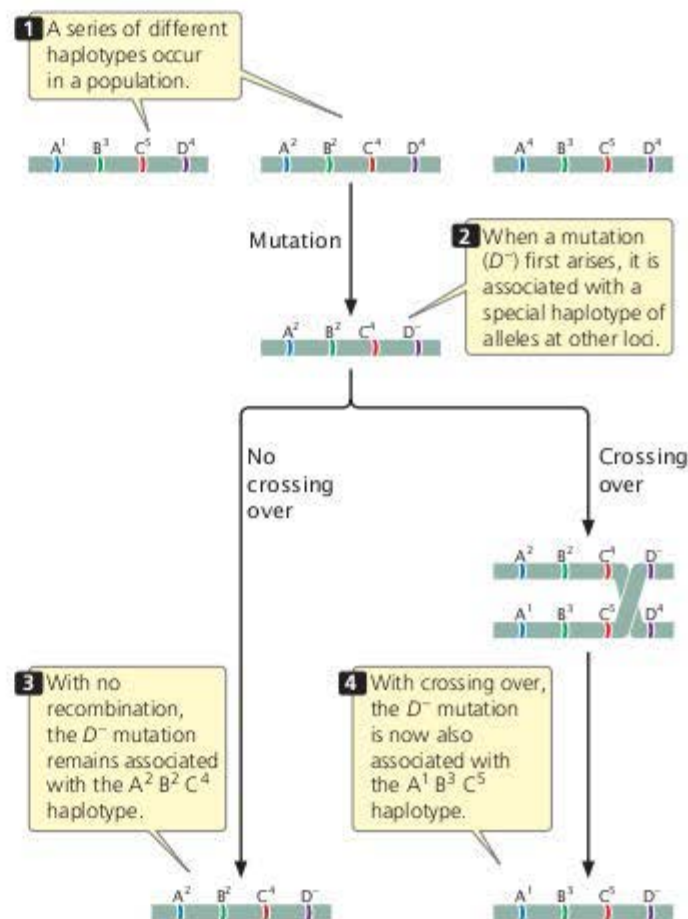 1 A series of different
haplotypes occur
in a population.
A¹ B³ C⁵ D⁴
A² B² C⁴ D⁴
A⁴ B³ C⁵ D⁴
Mutation
2 When a mutation
(D⁻) first arises, it is
associated with a
special haplotype of
alleles at other loci.
A² B² C⁴ D⁻
No
crossing
over
Crossing
over
A² B² C⁴ D⁻
A¹ B³ C⁵ D⁴
3 With no
recombination,
the D⁻ mutation
remains associated
with the A² B² C⁴
haplotype.
4 With crossing over,
the D⁻ mutation
is now also
associated with
the A¹ B³ C⁵
haplotype.
A² B² C⁴ D⁻
A¹ B³ C⁵ D⁻